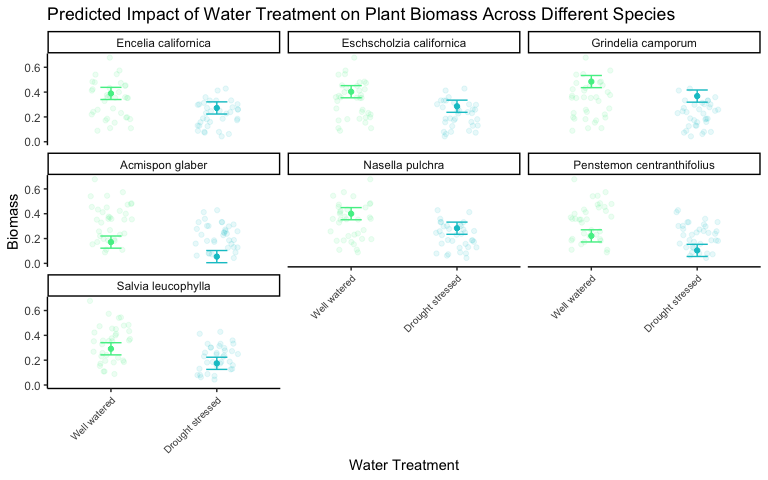 Predicted Impact of Water Treatment on Plant Biomass Across Different Species
Encelia californica
Eschscholzia californica
Grindelia camporum
0.6
0.4
0.2
0.0
Acmispon glaber
Nasella pulchra
Penstemon centranthifolius
Biomass
0.6
0.4
0.2
0.0
Salvia leucophylla
0.6
0.4
0.2
0.0
Well watered
Drought stressed
Well watered
Drought stressed
Well watered
Drought stressed
Water Treatment